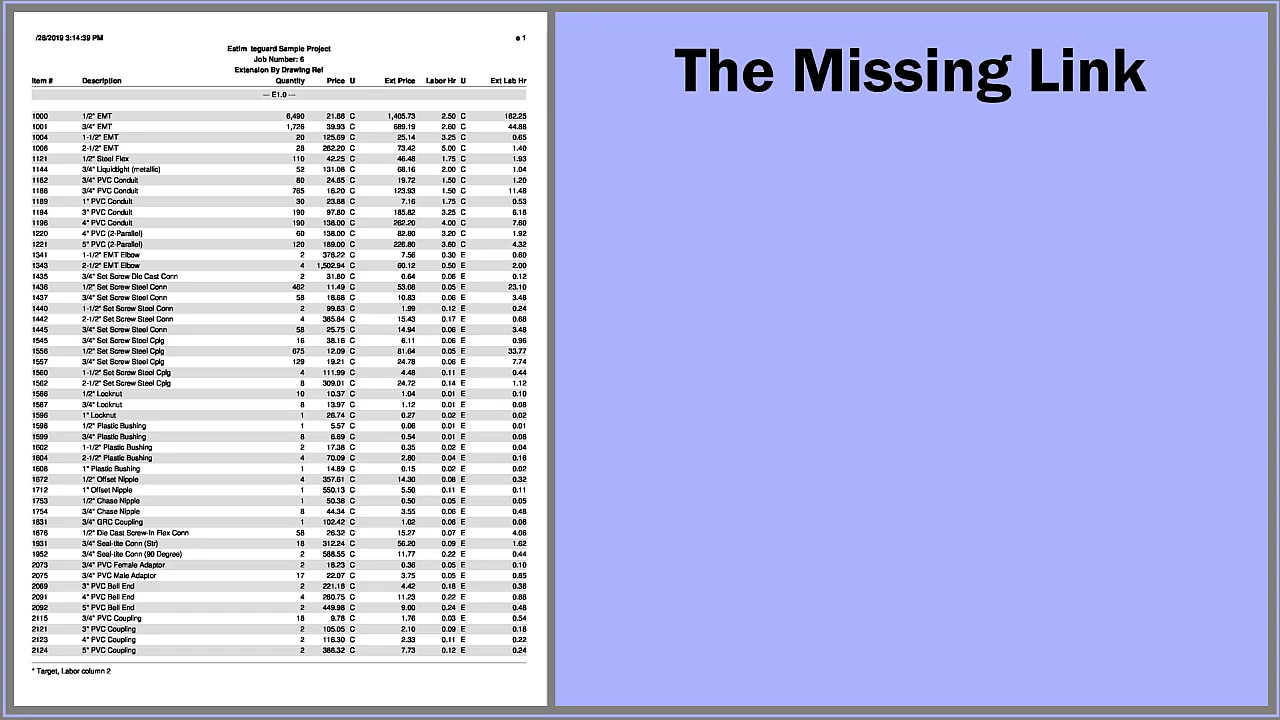 /28/2019 3:14:39 PM e 1
Estim teguard Sample Project
Job Number: 6
Extension By Drawing Ref
Item # Description Quantity Price U Ext Price Labor Hr U Ext Lab Hr
--- E1.0 ---
1000 1/2" EMT 6,490 21.66 C 1,405.73 2.50 C 162.25
1001 3/4" EMT 1,726 39.93 C 689.19 2.60 C 44.88
1004 1-1/2" EMT 20 125.69 C 25.14 3.25 C 0.65
1006 2-1/2" EMT 28 262.20 C 73.42 5.00 C 1.40
1121 1/2" Steel Flex 110 42.25 C 46.48 1.75 C 1.93
1144 3/4" Liquidtight (metallic) 52 131.08 C 68.16 2.00 C 1.04
1182 3/4" PVC Conduit 80 24.65 C 19.72 1.50 C 1.20
1188 3/4" PVC Conduit 765 16.20 C 123.93 1.50 C 11.48
1189 1" PVC Conduit 30 23.88 C 7.16 1.75 C 0.53
1194 3" PVC Conduit 190 97.80 C 185.82 3.25 C 6.18
1196 4" PVC Conduit 190 138.00 C 262.20 4.00 C 7.60
1220 4" PVC (2-Parallel) 60 138.00 C 82.80 3.20 C 1.92
1221 5" PVC (2-Parallel) 120 189.00 C 226.80 3.60 C 4.32
1341 1-1/2" EMT Elbow 2 378.22 C 7.56 0.30 E 0.60
1343 2-1/2" EMT Elbow 4 1,502.94 C 60.12 0.50 E 2.00
1435 3/4" Set Screw Die Cast Conn 2 31.80 C 0.64 0.06 E 0.12
1436 1/2" Set Screw Steel Conn 462 11.49 C 53.08 0.05 E 23.10
1437 3/4" Set Screw Steel Conn 58 18.68 C 10.83 0.06 E 3.48
1440 1-1/2" Set Screw Steel Conn 2 99.63 C 1.99 0.12 E 0.24
1442 2-1/2" Set Screw Steel Conn 4 385.84 C 15.43 0.17 E 0.68
1445 3/4" Set Screw Steel Conn 58 25.75 C 14.94 0.06 E 3.48
1545 3/4" Set Screw Steel Cplg 16 38.16 C 6.11 0.06 E 0.96
1556 1/2" Set Screw Steel Cplg 675 12.09 C 81.64 0.05 E 33.77
1557 3/4" Set Screw Steel Cplg 129 19.21 C 24.78 0.06 E 7.74
1560 1-1/2" Set Screw Steel Cplg 4 111.99 C 4.48 0.11 E 0.44
1562 2-1/2" Set Screw Steel Cplg 8 309.01 C 24.72 0.14 E 1.12
1586 1/2" Locknut 10 10.37 C 1.04 0.01 E 0.10
1587 3/4" Locknut 8 13.97 C 1.12 0.01 E 0.08
1596 1" Locknut 1 26.74 C 0.27 0.02 E 0.02
1598 1/2" Plastic Bushing 1 5.57 C 0.06 0.01 E 0.01
1599 3/4" Plastic Bushing 8 6.69 C 0.54 0.01 E 0.08
1602 1-1/2" Plastic Bushing 2 17.38 C 0.35 0.02 E 0.04
1604 2-1/2" Plastic Bushing 4 70.09 C 2.80 0.04 E 0.16
1608 1" Plastic Bushing 1 14.89 C 0.15 0.02 E 0.02
1672 1/2" Offset Nipple 4 357.61 C 14.30 0.08 E 0.32
1712 1" Offset Nipple 1 550.13 C 5.50 0.11 E 0.11
1753 1/2" Chase Nipple 1 50.36 C 0.50 0.05 E 0.05
1754 3/4" Chase Nipple 8 44.34 C 3.55 0.06 E 0.48
1831 3/4" GRC Coupling 1 102.42 C 1.02 0.06 E 0.06
1876 1/2" Die Cast Screw-In Flex Conn 58 26.32 C 15.27 0.07 E 4.06
1931 3/4" Seal-tite Conn (Str) 18 312.24 C 56.20 0.09 E 1.62
1952 3/4" Seal-tite Conn (90 Degree) 2 588.55 C 11.77 0.22 E 0.44
2073 3/4" PVC Female Adaptor 2 18.23 C 0.36 0.05 E 0.10
2075 3/4" PVC Male Adaptor 17 22.07 C 3.75 0.05 E 0.85
2089 3" PVC Bell End 2 221.16 C 4.42 0.18 E 0.36
2091 4" PVC Bell End 4 280.75 C 11.23 0.22 E 0.88
2092 5" PVC Bell End 2 449.98 C 9.00 0.24 E 0.48
2115 3/4" PVC Coupling 18 9.78 C 1.76 0.03 E 0.54
2121 3" PVC Coupling 2 105.05 C 2.10 0.09 E 0.18
2123 4" PVC Coupling 2 116.30 C 2.33 0.11 E 0.22
2124 5" PVC Coupling 2 386.32 C 7.73 0.12 E 0.24
* Target, Labor column 2
The Missing Link